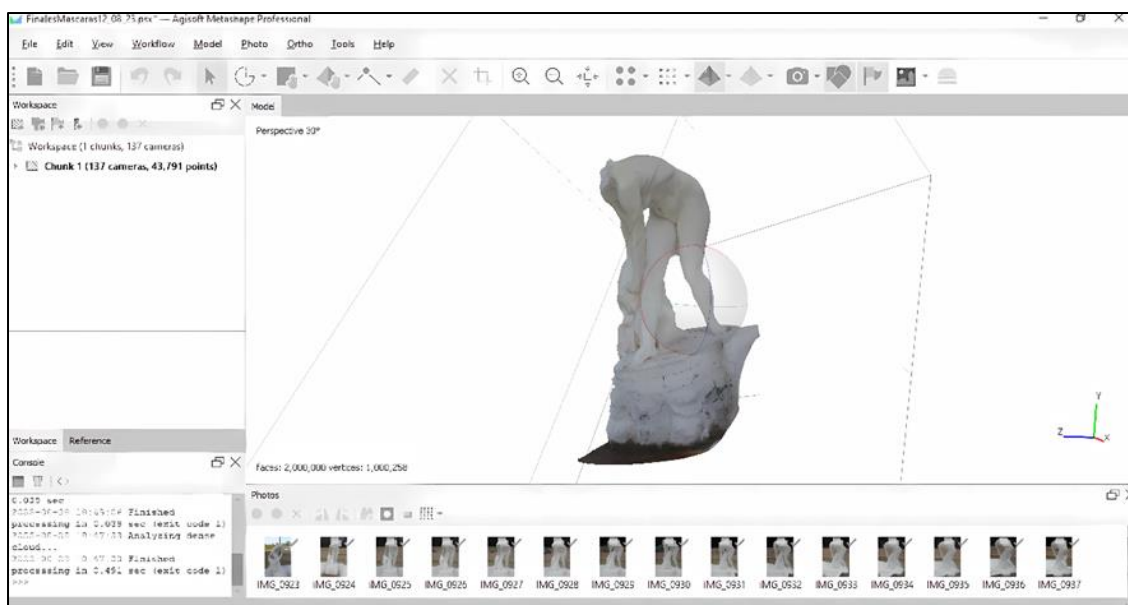 FinalesMascaras12_08_23.psx* — Agisoft Metashape Professional
File Edit View Workflow Model Photo Ortho Tools Help
Workspace
Model
Workspace (1 chunks, 137 cameras)
Chunk 1 (137 cameras, 43,791 points)
Perspective 30°
Y
Z
X
faces: 2,000,000 vertices: 1,000,258
Workspace Reference
Console
sec
Finished
processing in sec (exit code 1)
Analyzing dense
cloud...
Finished
processing in 0.491 sec (exit code 1)
>>>
Photos
IMG_0923 IMG_0924 IMG_0925 IMG_0926 IMG_0927 IMG_0928 IMG_0929 IMG_0930 IMG_0931 IMG_0932 IMG_0933 IMG_0934 IMG_0935 IMG_0936 IMG_0937